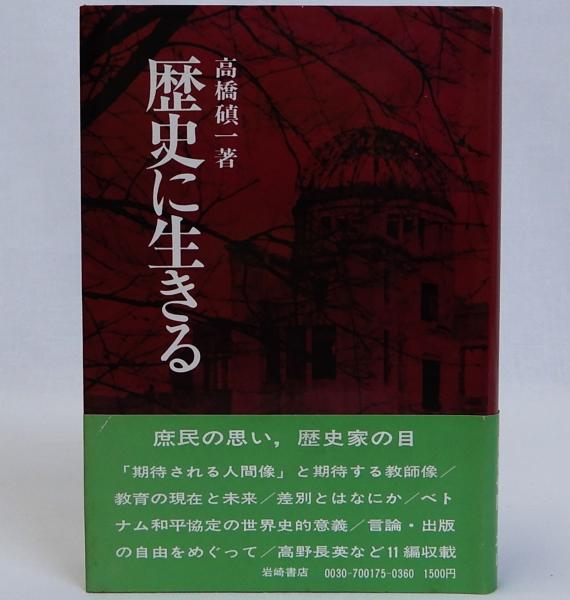 歴史に生きる
高橋磌一著
庶民の思い，歴史家の目
「期待される人間像」と期待する教師像／
教育の現在と未来／差別とはなにか／ベト
ナム和平協定の世界史的意義／言論・出版
の自由をめぐって／高野長英など11編収載
岩崎書店 0030-700175-0360 1500円